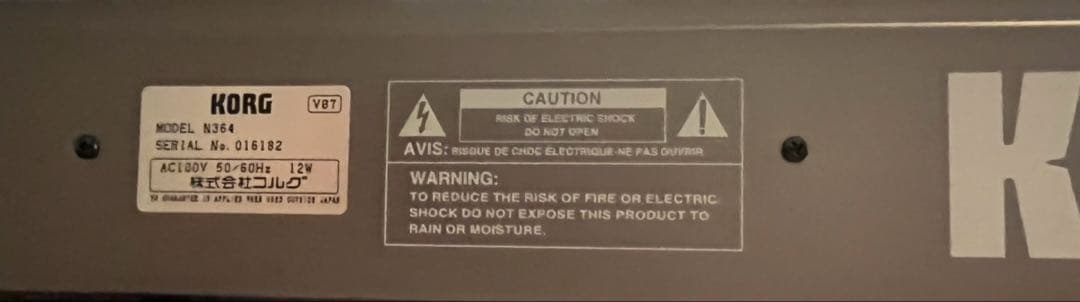 KORG
V87
MODEL N364
SERIAL No. 016182
AC100V 50/60Hz 12W
株式会社コルグ
CAUTION
RISK OF ELECTRIC SHOCK
DO NOT OPEN
AVIS: RISQUE DE CHOC ÉLECTRIQUE-NE PAS OUVRIR
WARNING:
TO REDUCE THE RISK OF FIRE OR ELECTRIC
SHOCK DO NOT EXPOSE THIS PRODUCT TO
RAIN OR MOISTURE.
K